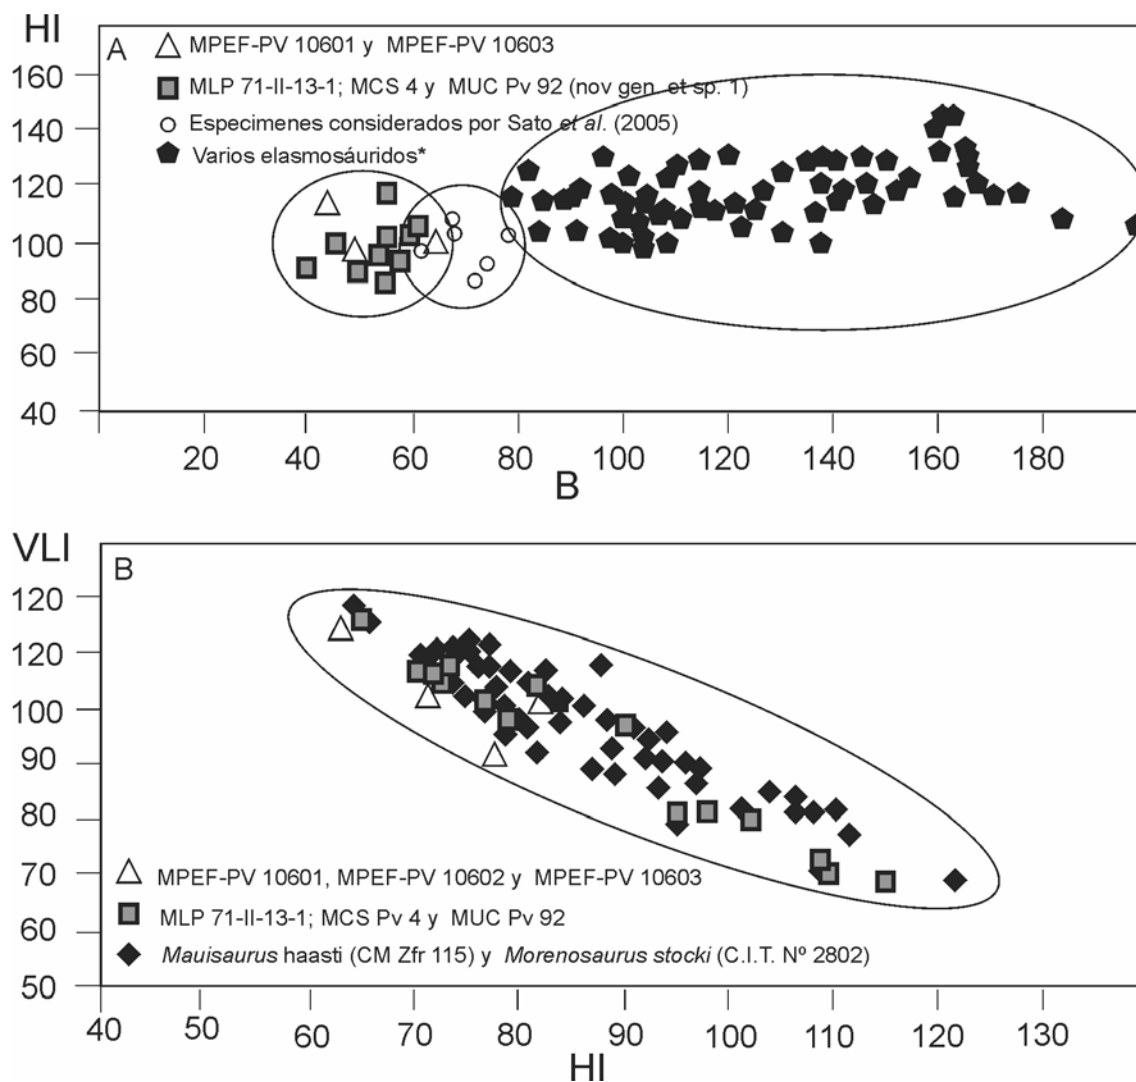 HI
A
MPEF-PV 10601 y MPEF-PV 10603
MLP 71-II-13-1; MCS 4 y MUC Pv 92 (nov gen. et sp. 1)
Especimenes considerados por Sato et al. (2005)
Varios elasmosáuridos*
160
140
120
100
80
60
40
20 40 60 80 100 120 140 160 180
B
VLI
B
120
120
100
90
80
70
60
50
MPEF-PV 10601, MPEF-PV 10602 y MPEF-PV 10603
MLP 71-II-13-1; MCS Pv 4 y MUC Pv 92
Mauisaurus haasti (CM Zfr 115) y Morenosaurus stocki (C.I.T. Nº 2802)
40 50 60 70 80 90 100 110 120 130
HI